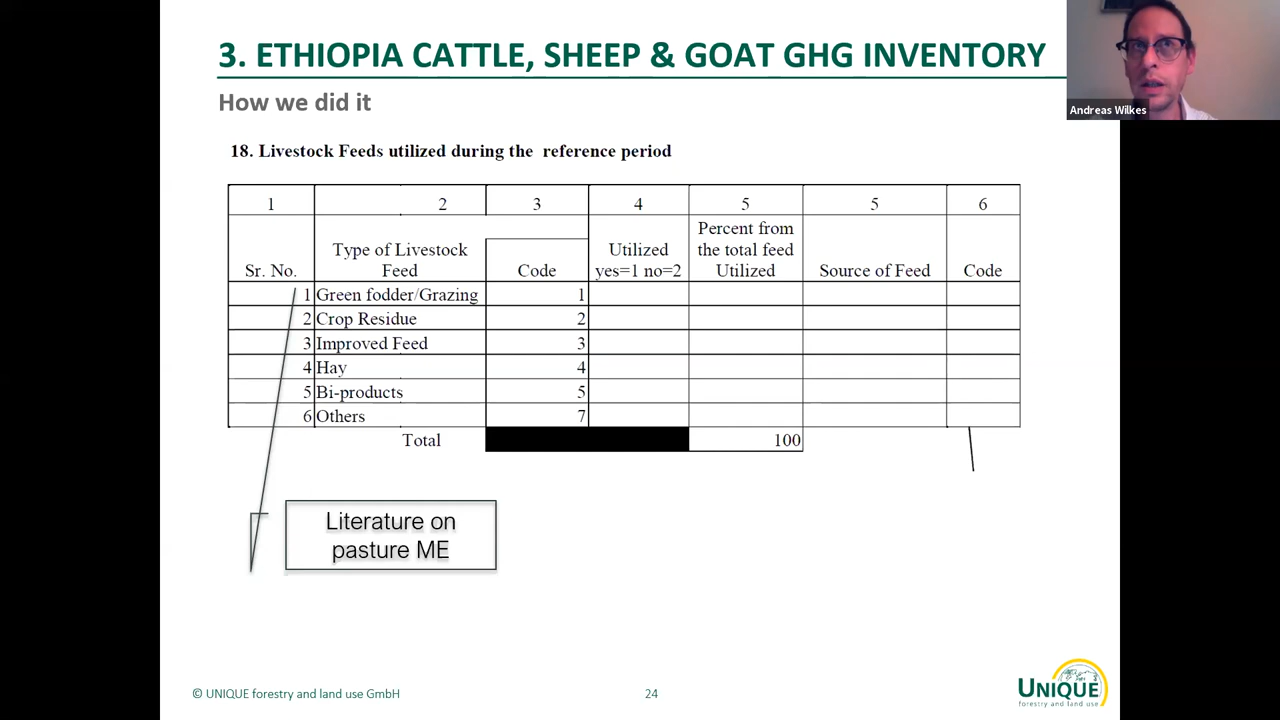 3. ETHIOPIA CATTLE, SHEEP & GOAT GHG INVENTORY
Andreas Wilkes
How we did it
18. Livestock Feeds utilized during the reference period
1 2 3 4 5 5 6
Sr. No. Type of Livestock Feed Code Utilized yes=1 no=2 Percent from the total feed Utilized Source of Feed Code
1 Green fodder/Grazing 1
2 Crop Residue 2
3 Improved Feed 3
4 Hay 4
5 Bi-products 5
6 Others 7
Total 100
Literature on
pasture ME
© UNIQUE forestry and land use GmbH
24
UNIQUE
forestry and land use